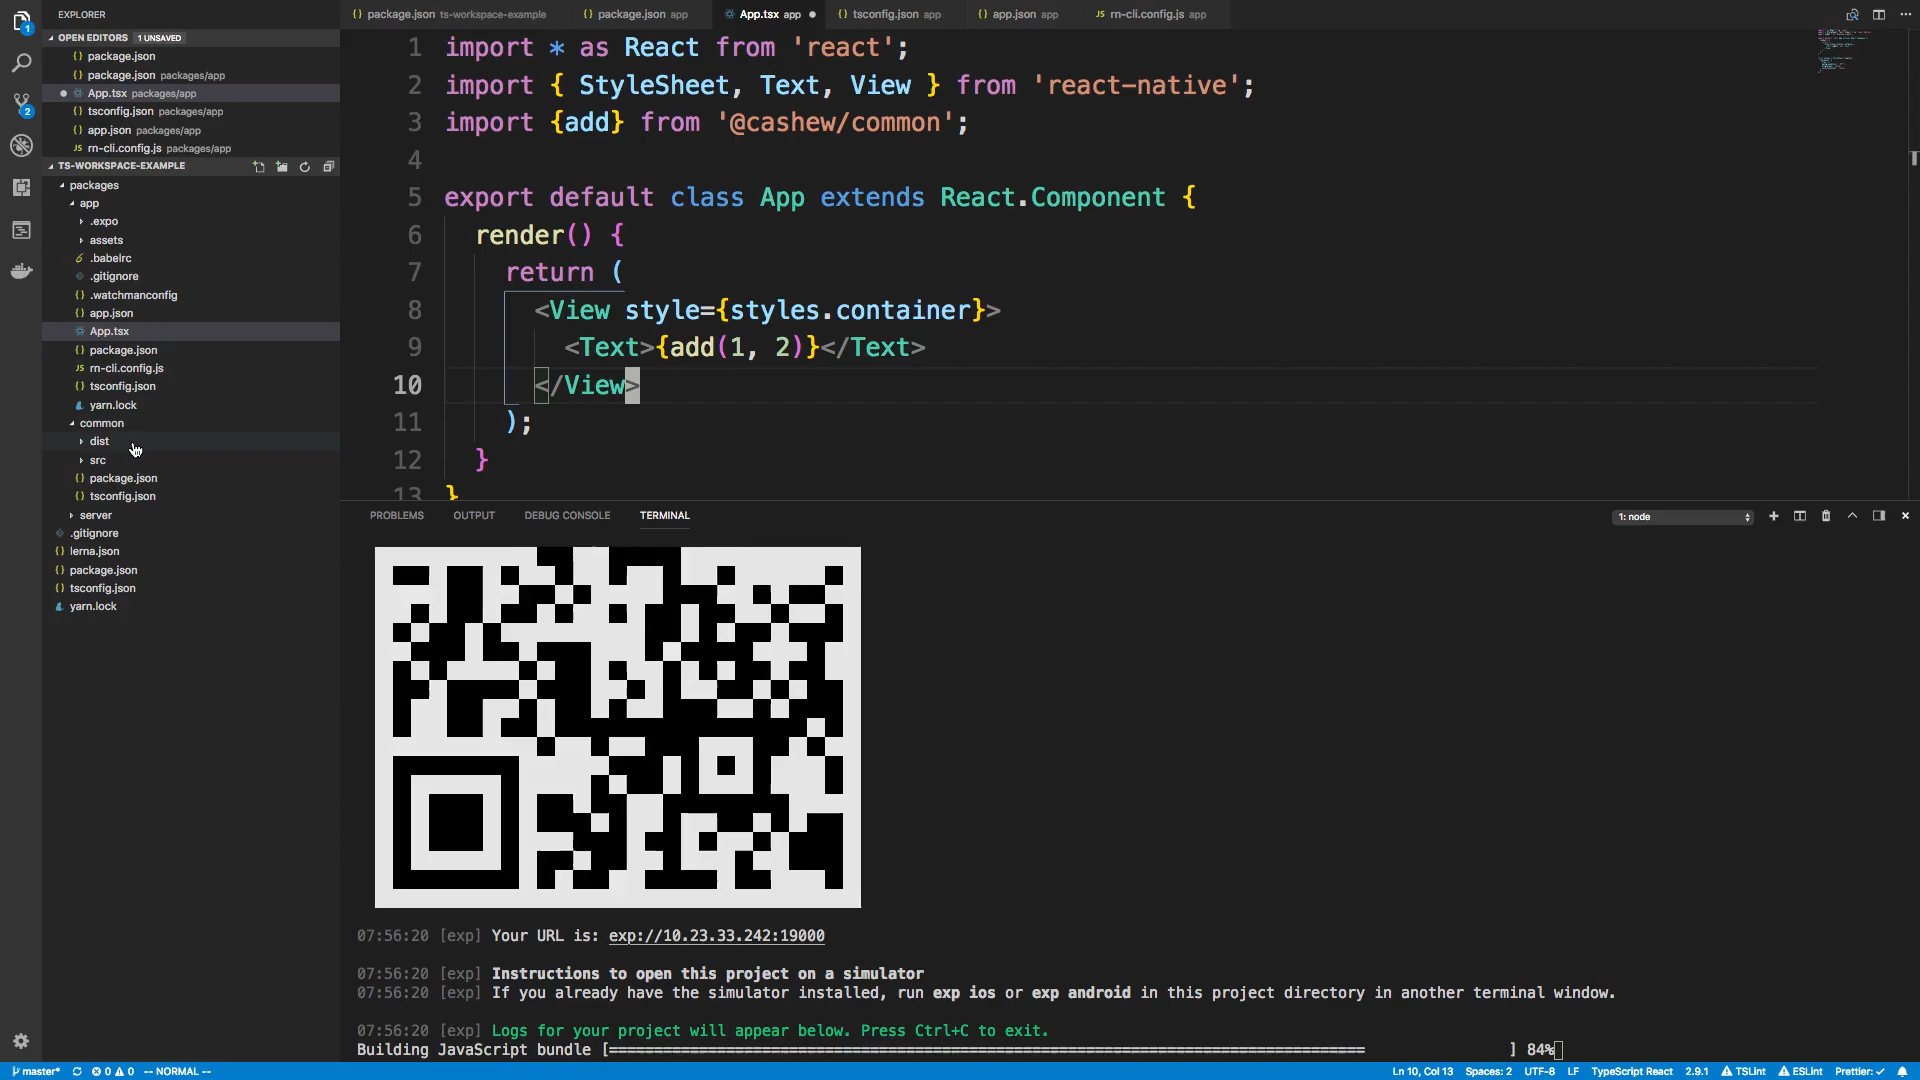 EXPLORER
OPEN EDITORS 1 UNSAVED
package.json
package.json packages/app
App.tsx packages/app
tsconfig.json packages/app
app.json packages/app
rn-cli.config.js packages/app
TS-WORKSPACE-EXAMPLE
packages
app
.expo
assets
.babelrc
.gitignore
.watchmanconfig
app.json
App.tsx
package.json
rn-cli.config.js
tsconfig.json
yarn.lock
common
dist
src
package.json
tsconfig.json
server
.gitignore
lerna.json
package.json
tsconfig.json
yarn.lock
package.json ts-workspace-example package.json app App.tsx app tsconfig.json app app.json app JS rn-cli.config.js app
1 import * as React from 'react';
2 import { StyleSheet, Text, View } from 'react-native';
3 import {add} from '@cashew/common';
4
5 export default class App extends React.Component {
6 render() {
7 return (
8 <View style={styles.container}>
9 <Text>{add(1, 2)}</Text>
10 </View>
11 );
12 }
13 }
PROBLEMS OUTPUT DEBUG CONSOLE TERMINAL 1: node
07:56:20 [exp] Your URL is: exp://10.23.33.242:19000
07:56:20 [exp] Instructions to open this project on a simulator
07:56:20 [exp] If you already have the simulator installed, run exp ios or exp android in this project directory in another terminal window.
07:56:20 [exp] Logs for your project will appear below. Press Ctrl+C to exit.
Building JavaScript bundle [==================================================================================== ] 84%
master* 0 0 -- NORMAL -- Ln 10, Col 13 Spaces: 2 UTF-8 LF TypeScript React 2.9.1 TSLint ESLint Prettier: ✓